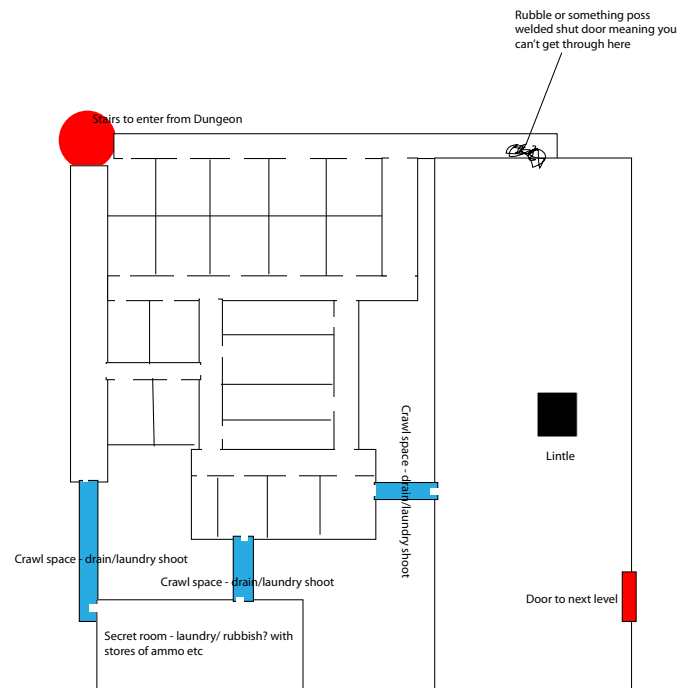 Rubble or something poss
welded shut door meaning you
can't get through here
Stairs to enter from Dungeon
Crawl space - drain/laundry shoot
Lintle
Crawl space - drain/laundry shoot
Crawl space - drain/laundry shoot
Door to next level
Secret room - laundry/ rubbish? with
stores of ammo etc